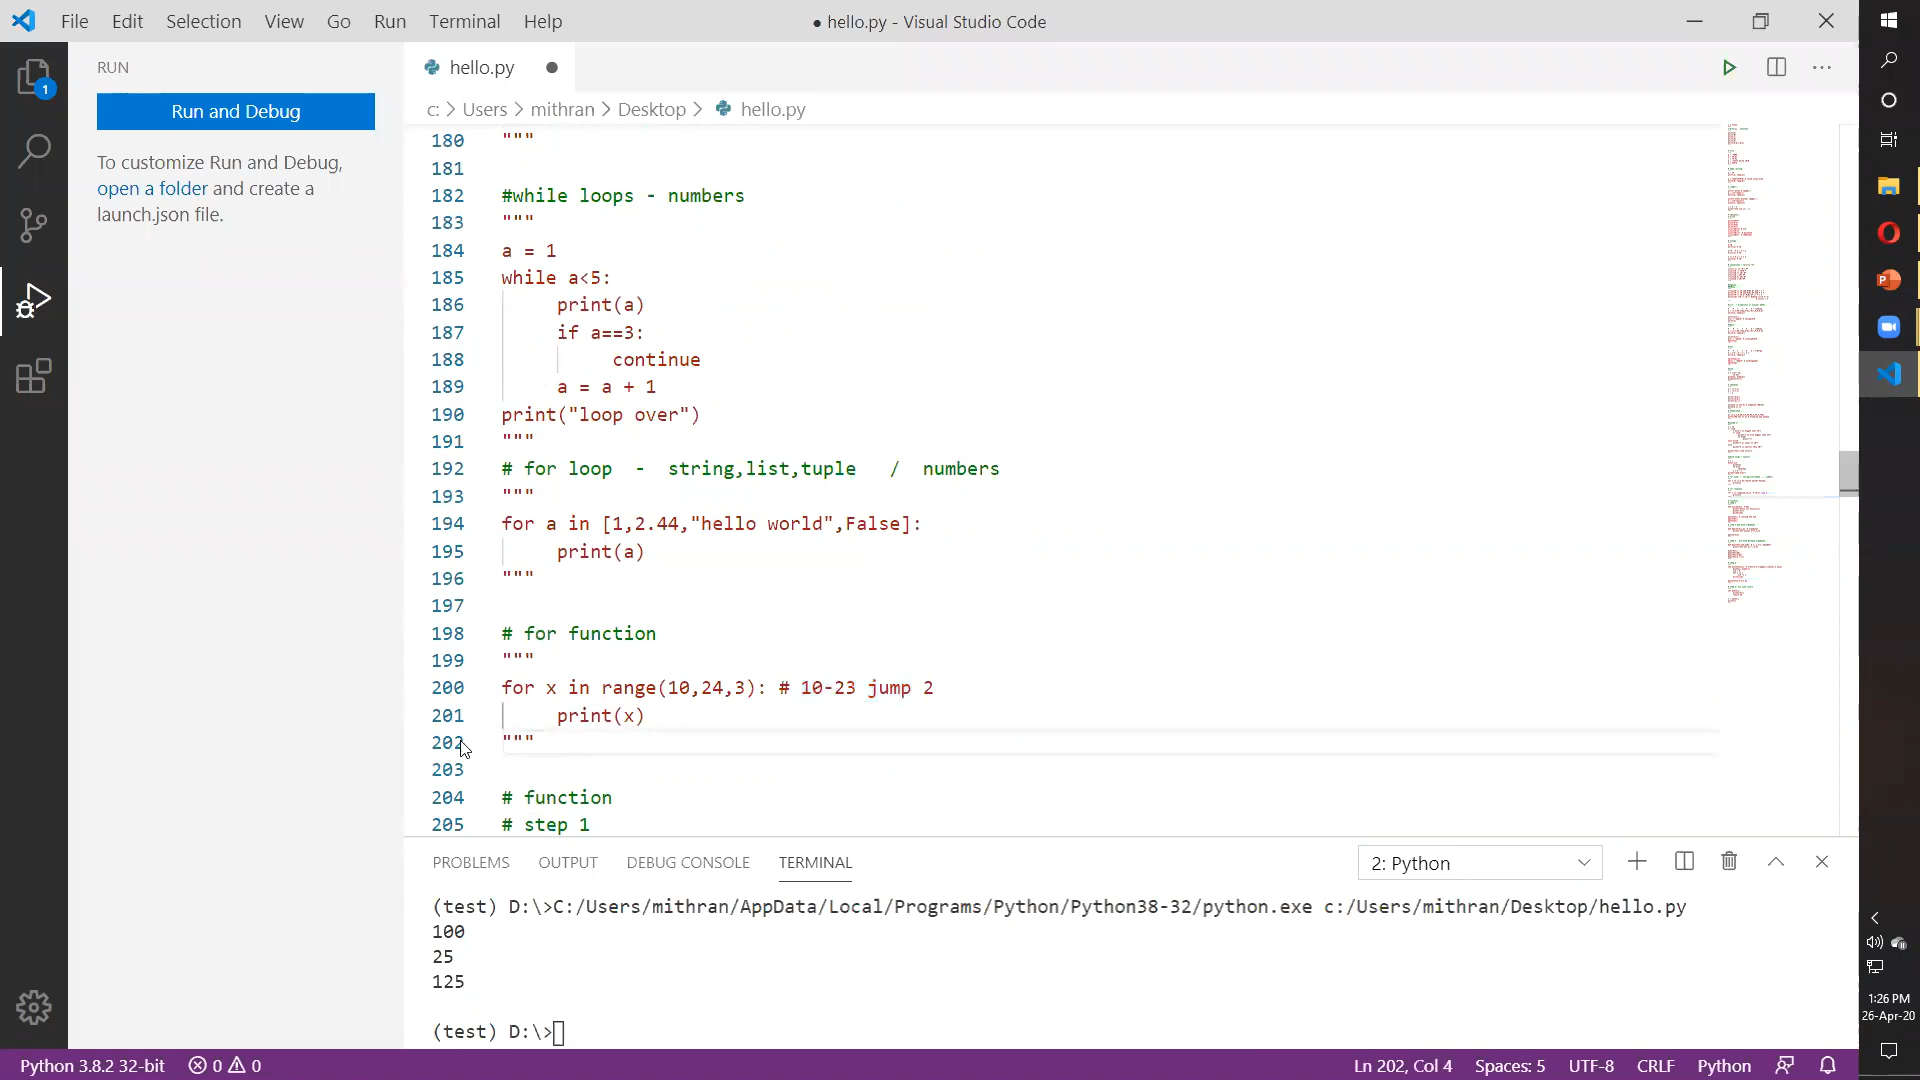 File Edit Selection View Go Run Terminal Help
● hello.py - Visual Studio Code
RUN
Run and Debug
To customize Run and Debug,
open a folder and create a
launch.json file.
1
hello.py
c: > Users > mithran > Desktop > hello.py
180 """
181
182 #while loops - numbers
183 """
184 a = 1
185 while a<5:
186 print(a)
187 if a==3:
188 continue
189 a = a + 1
190 print("loop over")
191 """
192 # for loop - string,list,tuple / numbers
193 """
194 for a in [1,2.44,"hello world",False]:
195 print(a)
196 """
197
198 # for function
199 """
200 for x in range(10,24,3): # 10-23 jump 2
201 print(x)
202 """
203
204 # function
205 # step 1
PROBLEMS OUTPUT DEBUG CONSOLE TERMINAL
2: Python
(test) D:\>C:/Users/mithran/AppData/Local/Programs/Python/Python38-32/python.exe c:/Users/mithran/Desktop/hello.py
100
25
125
(test) D:\>
Python 3.8.2 32-bit 0 0
Ln 202, Col 4 Spaces: 5 UTF-8 CRLF Python
1:26 PM
26-Apr-20